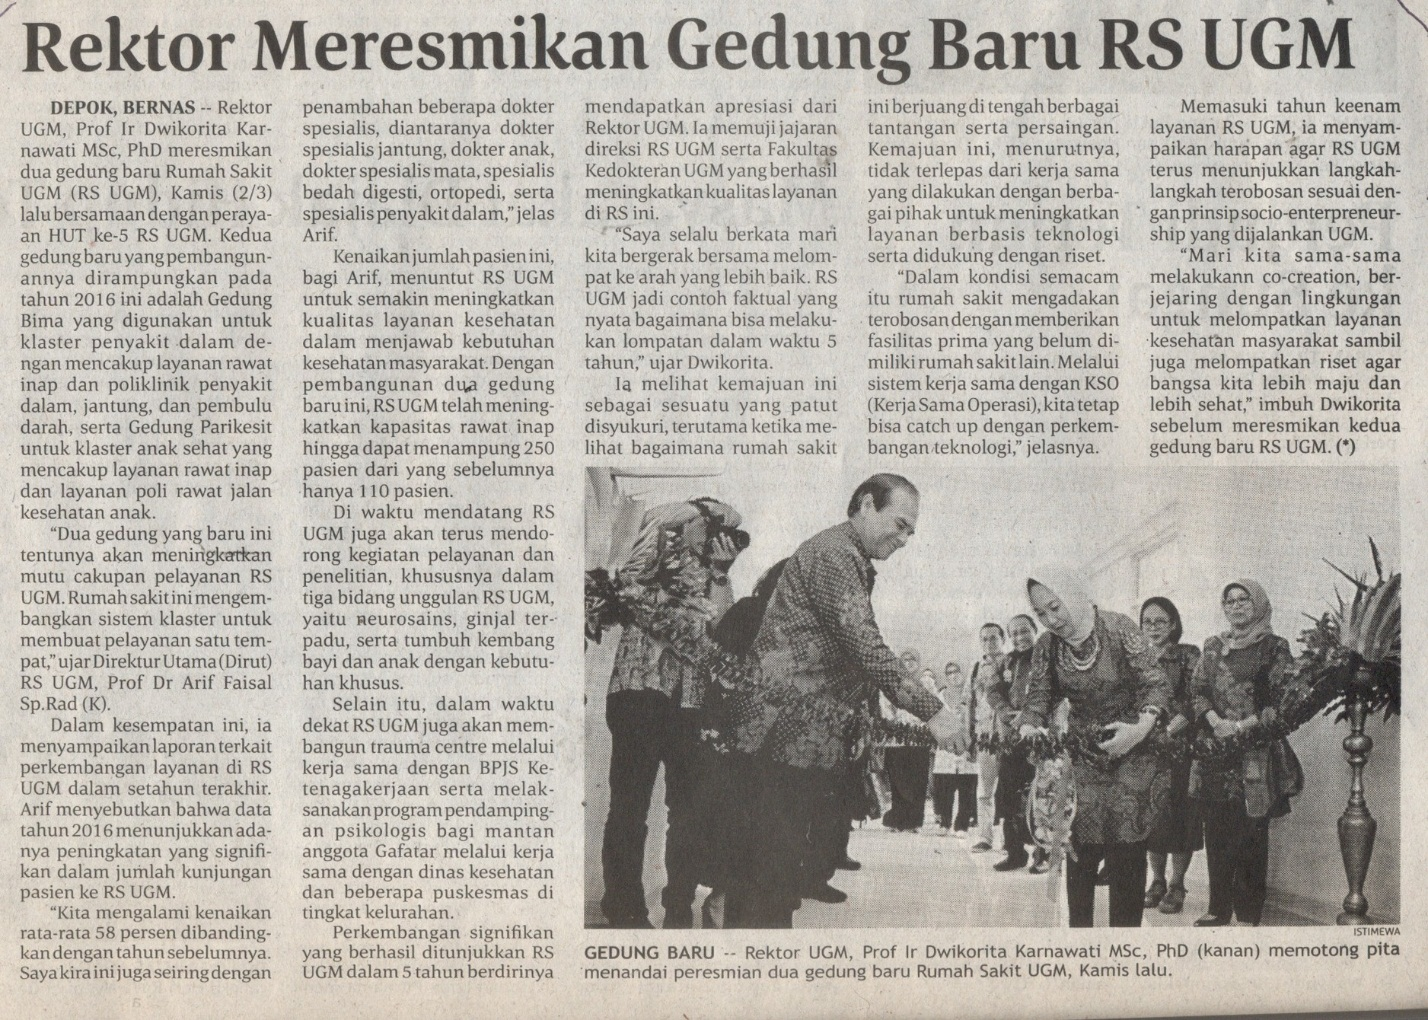 Rektor Meresmikan Gedung Baru RS UGM
DEPOK, BERNAS -- Rektor
UGM, Prof Ir Dwikorita Kar-
nawati MSc, PhD meresmikan
dua gedung baru Rumah Sakit
UGM (RS UGM), Kamis (2/3)
lalu bersamaan dengan peraya-
an HUT ke-5 RS UGM. Kedua
gedung baru yang pembangun-
annya dirampungkan pada
tahun 2016 ini adalah Gedung
Bima yang digunakan untuk
klaster penyakit dalam de-
ngan mencakup layanan rawat
inap dan poliklinik penyakit
dalam, jantung, dan pembulu
darah, serta Gedung Parikesit
untuk klaster anak sehat yang
mencakup layanan rawat inap
dan layanan poli rawat jalan
kesehatan anak.
"Dua gedung yang baru ini
tentunya akan meningkatkan
mutu cakupan pelayanan RS
UGM. Rumah sakit ini mengem-
bangkan sistem klaster untuk
membuat pelayanan satu tem-
pat," ujar Direktur Utama (Dirut)
RS UGM, Prof Dr Arif Faisal
Sp.Rad (K).
Dalam kesempatan ini, ia
menyampaikan laporan terkait
perkembangan layanan di RS
UGM dalam setahun terakhir.
Arif menyebutkan bahwa data
tahun 2016 menunjukkan ada-
nya peningkatan yang signifi-
kan dalam jumlah kunjungan
pasien ke RS UGM.
"Kita mengalami kenaikan
rata-rata 58 persen dibanding-
kan dengan tahun sebelumnya.
Saya kira ini juga seiring dengan
penambahan beberapa dokter
spesialis, diantaranya dokter
spesialis jantung, dokter anak,
dokter spesialis mata, spesialis
bedah digesti, ortopedi, serta
spesialis penyakit dalam," jelas
Arif.
Kenaikan jumlah pasien ini,
bagi Arif, menuntut RS UGM
untuk semakin meningkatkan
kualitas layanan kesehatan
dalam menjawab kebutuhan
kesehatan masyarakat. Dengan
pembangunan dua gedung
baru ini, RS UGM telah mening-
katkan kapasitas rawat inap
hingga dapat menampung 250
pasien dari yang sebelumnya
hanya 110 pasien.
Di waktu mendatang RS
UGM juga akan terus mendo-
rong kegiatan pelayanan dan
penelitian, khususnya dalam
tiga bidang unggulan RS UGM,
yaitu neurosains, ginjal ter-
padu, serta tumbuh kembang
bayi dan anak dengan kebutu-
han khusus.
Selain itu, dalam waktu
dekat RS UGM juga akan mem-
bangun trauma centre melalui
kerja sama dengan BPJS Ke-
tenagakerjaan serta melak-
sanakan program pendamping-
an psikologis bagi mantan
anggota Gafatar melalui kerja
sama dengan dinas kesehatan
dan beberapa puskesmas di
tingkat kelurahan.
Perkembangan signifikan
yang berhasil ditunjukkan RS
UGM dalam 5 tahun berdirinya
mendapatkan apresiasi dari
Rektor UGM. Ia memuji jajaran
direksi RS UGM serta Fakultas
Kedokteran UGM yang berhasil
meningkatkan kualitas layanan
di RS ini.
"Saya selalu berkata mari
kita bergerak bersama melom-
pat ke arah yang lebih baik. RS
UGM jadi contoh faktual yang
nyata bagaimana bisa melaku-
kan lompatan dalam waktu 5
tahun," ujar Dwikorita.
Ia melihat kemajuan ini
sebagai sesuatu yang patut
disyukuri, terutama ketika me-
lihat bagaimana rumah sakit
ini berjuang di tengah berbagai
tantangan serta persaingan.
Kemajuan ini, menurutnya,
tidak terlepas dari kerja sama
yang dilakukan dengan berba-
gai pihak untuk meningkatkan
layanan berbasis teknologi
serta didukung dengan riset.
"Dalam kondisi semacam
itu rumah sakit mengadakan
terobosan dengan memberikan
fasilitas prima yang belum di-
miliki rumah sakit lain. Melalui
sistem kerja sama dengan KSO
(Kerja Sama Operasi), kita tetap
bisa catch up dengan perkem-
bangan teknologi," jelasnya.
Memasuki tahun keenam
layanan RS UGM, ia menyam-
paikan harapan agar RS UGM
terus menunjukkan langkah-
langkah terobosan sesuai den-
gan prinsip socio-enterpreneur-
ship yang dijalankan UGM.
"Mari kita sama-sama
melakukann co-creation, ber-
jejaring dengan lingkungan
untuk melompatkan layanan
kesehatan masyarakat sambil
juga melompatkan riset agar
bangsa kita lebih maju dan
lebih sehat," imbuh Dwikorita
sebelum meresmikan kedua
gedung baru RS UGM. (*)
ISTIMEWA
GEDUNG BARU -- Rektor UGM, Prof Ir Dwikorita Karnawati MSc, PhD (kanan) memotong pita
menandai peresmian dua gedung baru Rumah Sakit UGM, Kamis lalu.